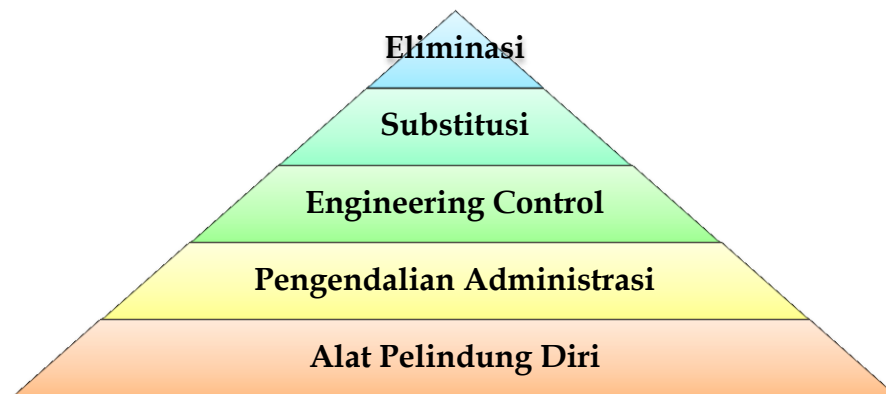 Eliminasi
Substitusi
Engineering Control
Pengendalian Administrasi
Alat Pelindung Diri